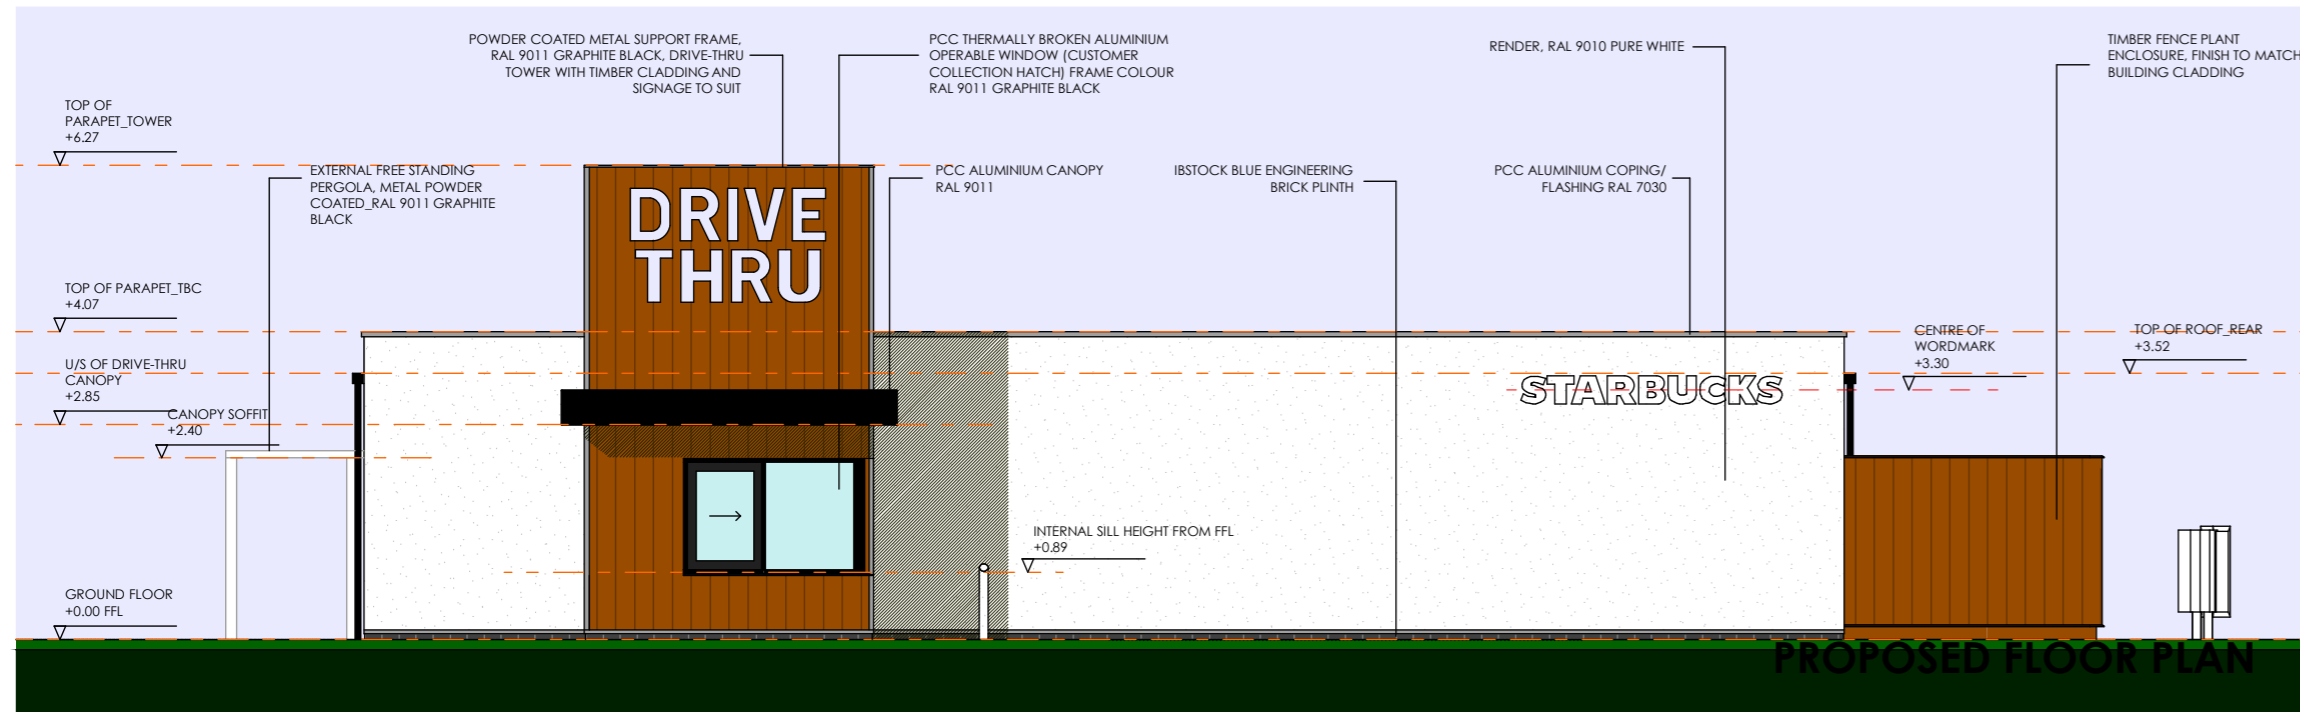 POWDER COATED METAL SUPPORT FRAME,
RAL 9011 GRAPHITE BLACK, DRIVE-THRU
TOWER WITH TIMBER CLADDING AND
SIGNAGE TO SUIT
PCC THERMALLY BROKEN ALUMINIUM
OPERABLE WINDOW (CUSTOMER
COLLECTION HATCH) FRAME COLOUR
RAL 9011 GRAPHITE BLACK
RENDER, RAL 9010 PURE WHITE
TIMBER FENCE PLANT
ENCLOSURE, FINISH TO MATCH
BUILDING CLADDING
TOP OF
PARAPET_TOWER
+6.27
EXTERNAL FREE STANDING
PERGOLA, METAL POWDER
COATED_RAL 9011 GRAPHITE
BLACK
PCC ALUMINIUM CANOPY
RAL 9011
IBSTOCK BLUE ENGINEERING
BRICK PLINTH
PCC ALUMINIUM COPING/
FLASHING RAL 7030
DRIVE
THRU
TOP OF PARAPET_TBC
+4.07
CENTRE OF
WORDMARK
+3.30
TOP OF ROOF_REAR
+3.52
U/S OF DRIVE-THRU
CANOPY
+2.85
STARBUCKS
CANOPY SOFFIT
+2.40
INTERNAL SILL HEIGHT FROM FFL
+0.89
GROUND FLOOR
+0.00 FFL
PROPOSED FLOOR PLAN